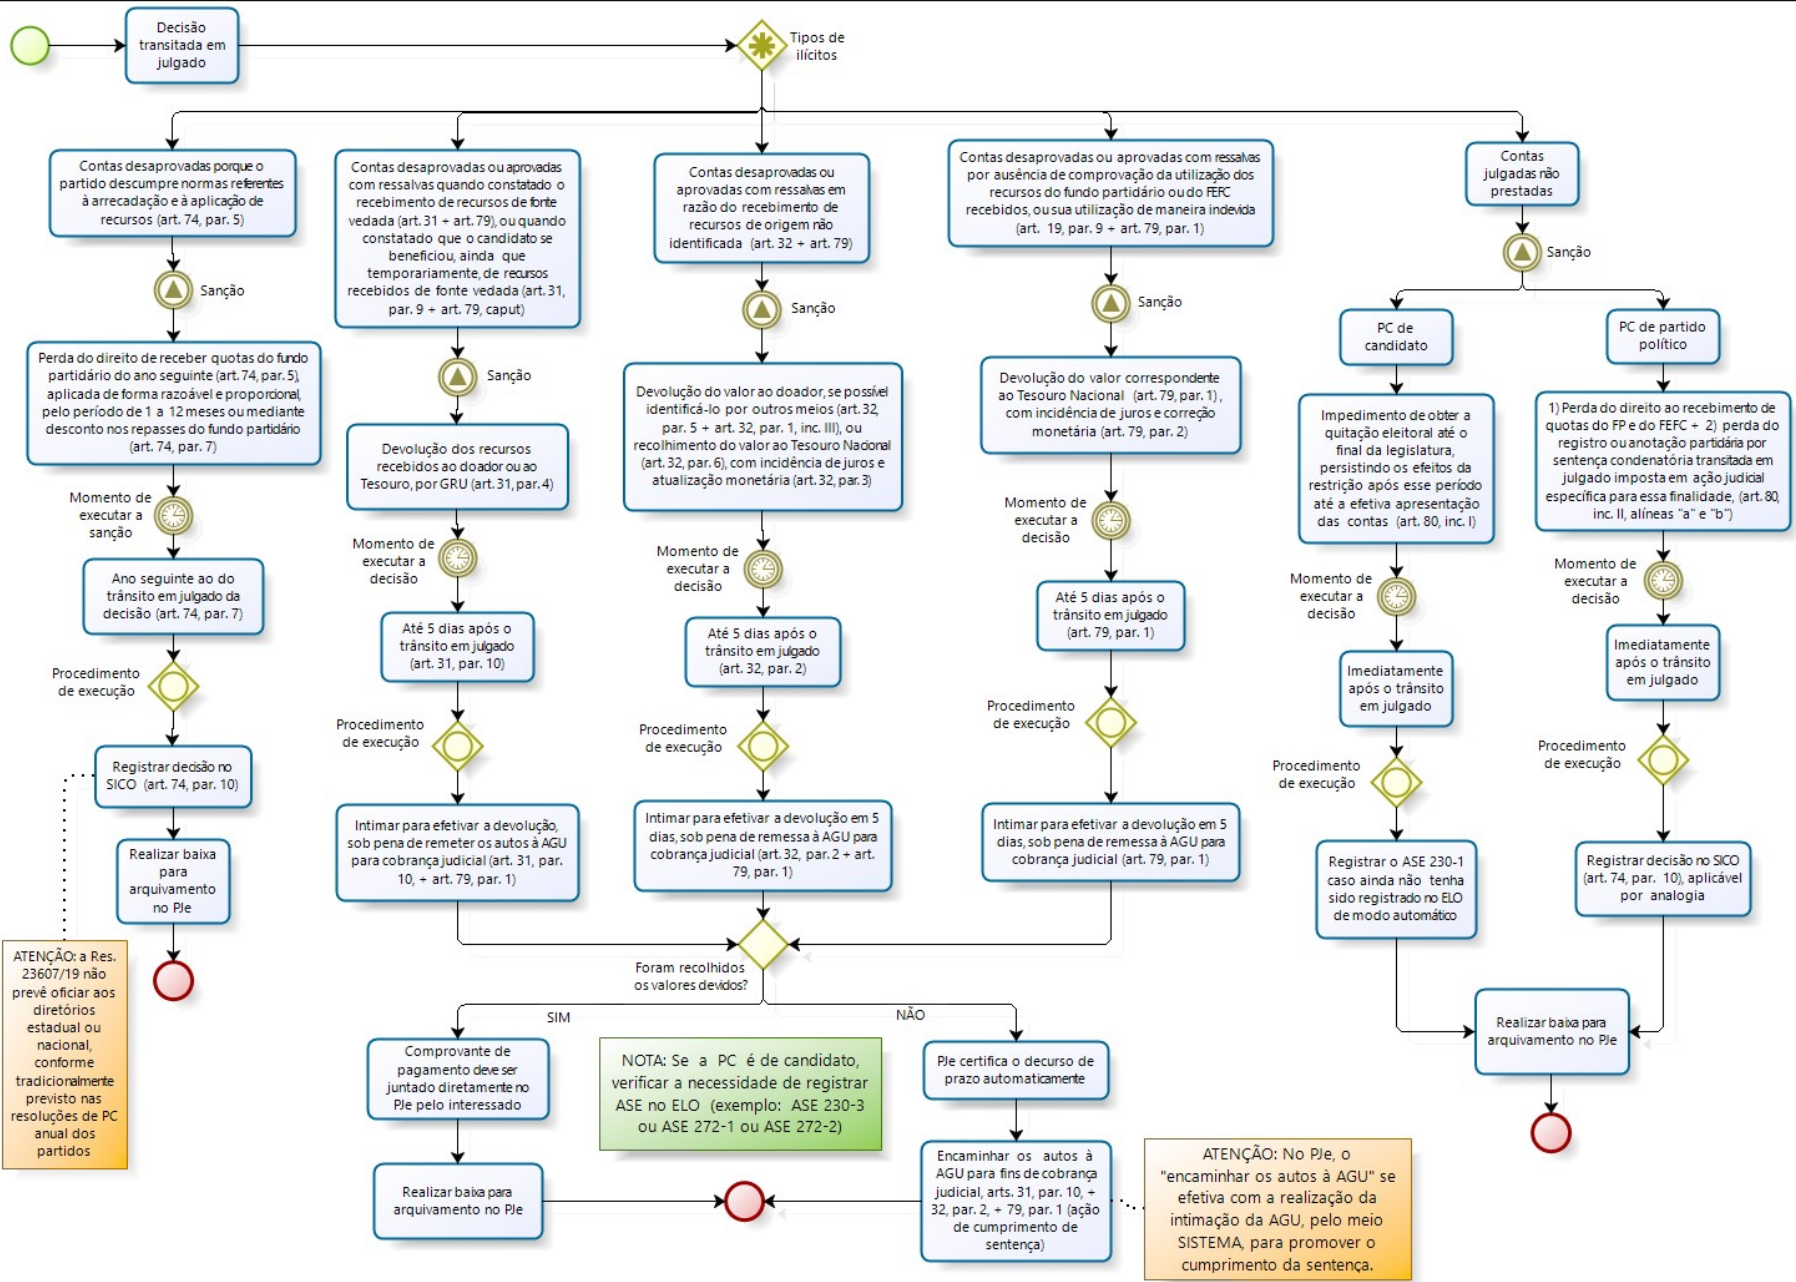 Decisão
transitada em
julgado
Tipos de
ilícitos
Contas desaprovadas porque o
partido descumpre normas referentes
à arrecadação e à aplicação de
recursos (art. 74, par. 5)
Sanção
Perda do direito de receber quotas do fundo
partidário do ano seguinte (art. 74, par. 5),
aplicada de forma razoável e proporcional,
pelo período de 1 a 12 meses ou mediante
desconto nos repasses do fundo partidário
(art. 74, par. 7)
Momento de
executar a
sanção
Ano seguinte ao do
trânsito em julgado da
decisão (art. 74, par. 7)
Procedimento
de execução
Registrar decisão no
SICO (art. 74, par. 10)
Realizar baixa
para
arquivamento
no PJe
ATENÇÃO: a Res.
23607/19 não
prevê oficiar aos
diretórios
estadual ou
nacional,
conforme
tradicionalmente
previsto nas
resoluções de PC
anual dos
partidos
Contas desaprovadas ou aprovadas
com ressalvas quando constatado o
recebimento de recursos de fonte
vedada (art. 31 + art. 79), ou quando
constatado que o candidato se
beneficiou, ainda que
temporariamente, de recursos
recebidos de fonte vedada (art. 31,
par. 9 + art. 79, caput)
Sanção
Devolução dos recursos
recebidos ao doador ou ao
Tesouro, por GRU (art. 31, par. 4)
Momento de
executar a
decisão
Até 5 dias após o
trânsito em julgado
(art. 31, par. 10)
Procedimento
de execução
Intimar para efetivar a devolução,
sob pena de remeter os autos à AGU
para cobrança judicial (art. 31, par.
10, + art. 79, par. 1)
Contas desaprovadas ou
aprovadas com ressalvas em
razão do recebimento de
recursos de origem não
identificada (art. 32 + art. 79)
Sanção
Devolução do valor ao doador, se possível
identificá-lo por outros meios (art. 32,
par. 5 + art. 32, par. 1, inc. III), ou
recolhimento do valor ao Tesouro Nacional
(art. 32, par. 6), com incidência de juros e
atualização monetária (art. 32, par. 3)
Momento de
executar a
decisão
Até 5 dias após o
trânsito em julgado
(art. 32, par. 2)
Procedimento
de execução
Intimar para efetivar a devolução em 5
dias, sob pena de remessa à AGU para
cobrança judicial (art. 32, par. 2 + art.
79, par. 1)
Contas desaprovadas ou aprovadas com ressalvas
por ausência de comprovação da utilização dos
recursos do fundo partidário ou do FEFC
recebidos, ou sua utilização de maneira indevida
(art. 19, par. 9 + art. 79, par. 1)
Sanção
Devolução do valor correspondente
ao Tesouro Nacional (art. 79, par. 1) ,
com incidência de juros e correção
monetária (art. 79, par. 2)
Momento de
executar a
decisão
Até 5 dias após o
trânsito em julgado
(art. 79, par. 1)
Procedimento
de execução
Intimar para efetivar a devolução em 5
dias, sob pena de remessa à AGU para
cobrança judicial (art. 79, par. 1)
Foram recolhidos
os valores devidos?
SIM
NÃO
Comprovante de
pagamento deve ser
juntado diretamente no
PJe pelo interessado
Realizar baixa para
arquivamento no PJe
NOTA: Se a PC é de candidato,
verificar a necessidade de registrar
ASE no ELO (exemplo: ASE 230-3
ou ASE 272-1 ou ASE 272-2)
PJe certifica o decurso de
prazo automaticamente
Encaminhar os autos à
AGU para fins de cobrança
judicial, arts. 31, par. 10, +
32, par. 2, + 79, par. 1 (ação
de cumprimento de
sentença)
ATENÇÃO: No PJe, o
"encaminhar os autos à AGU" se
efetiva com a realização da
intimação da AGU, pelo meio
SISTEMA, para promover o
cumprimento da sentença.
Contas
julgadas não
prestadas
Sanção
PC de
candidato
Impedimento de obter a
quitação eleitoral até o
final da legislatura,
persistindo os efeitos da
restrição após esse período
até a efetiva apresentação
das contas (art. 80, inc. I)
Momento de
executar a
decisão
Imediatamente
após o trânsito
em julgado
Procedimento
de execução
Registrar o ASE 230-1
caso ainda não tenha
sido registrado no ELO
de modo automático
PC de partido
político
1) Perda do direito ao recebimento de
quotas do FP e do FEFC + 2) perda do
registro ou anotação partidária por
sentença condenatória transitada em
julgado imposta em ação judicial
específica para essa finalidade, (art. 80,
inc. II, alíneas "a" e "b")
Momento de
executar a
decisão
Imediatamente
após o trânsito
em julgado
Procedimento
de execução
Registrar decisão no SICO
(art. 74, par. 10), aplicável
por analogia
Realizar baixa para
arquivamento no PJe